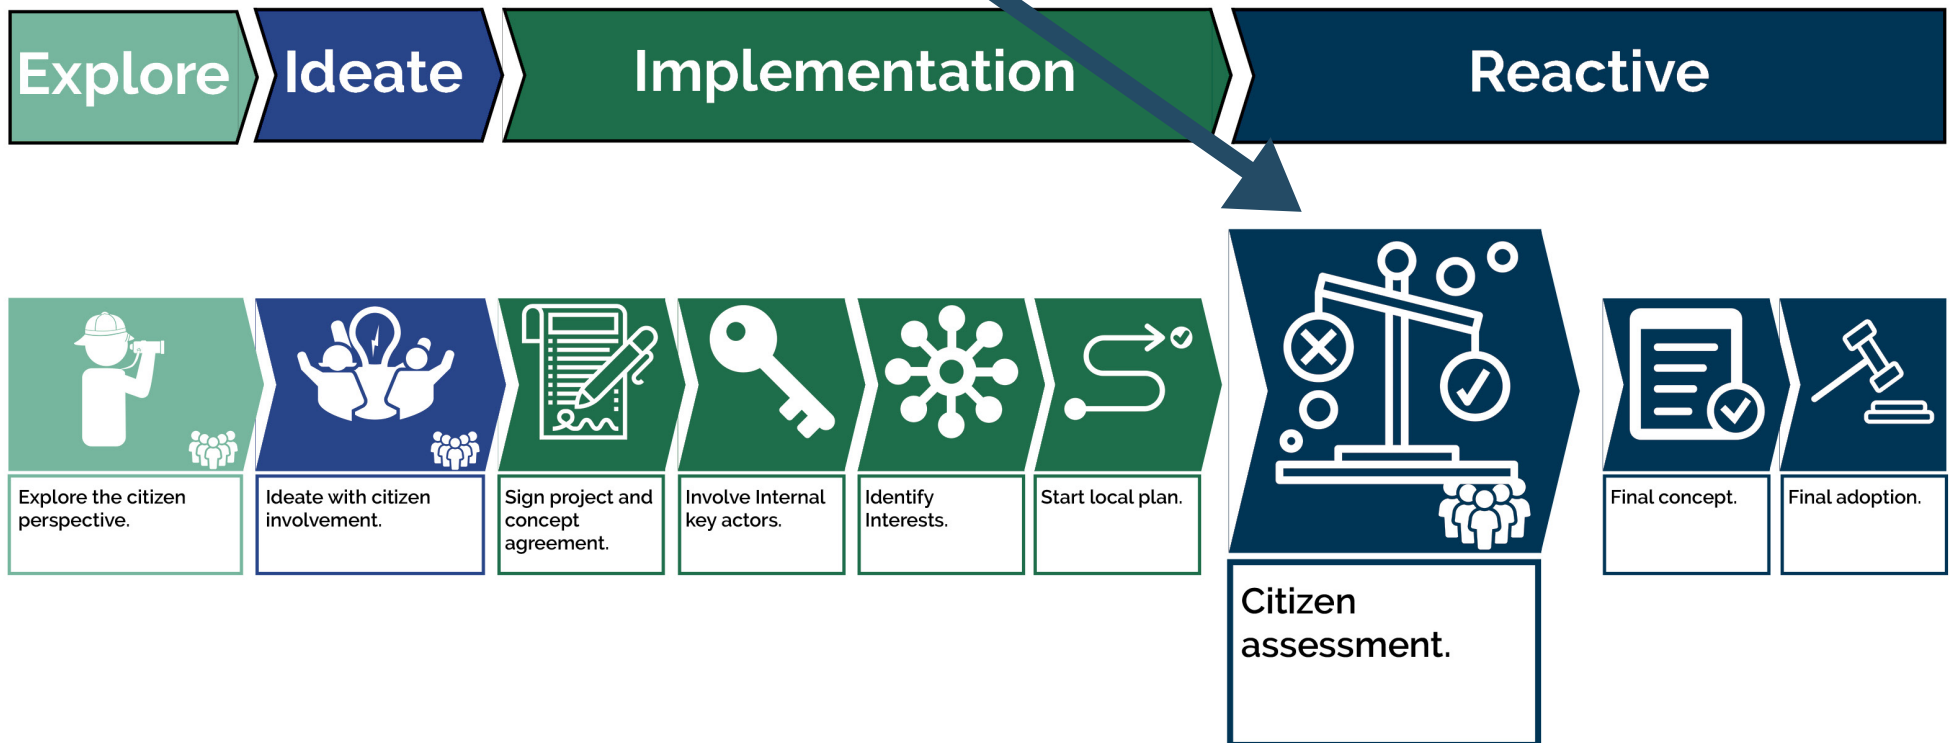 Explore
Ideate
Implementation
Reactive
Explore the citizen
perspective.
Ideate with citizen
involvement.
Sign project and
concept
agreement.
Involve Internal
key actors.
Identify
Interests.
Start local plan.
Citizen
assessment.
Final concept.
Final adoption.